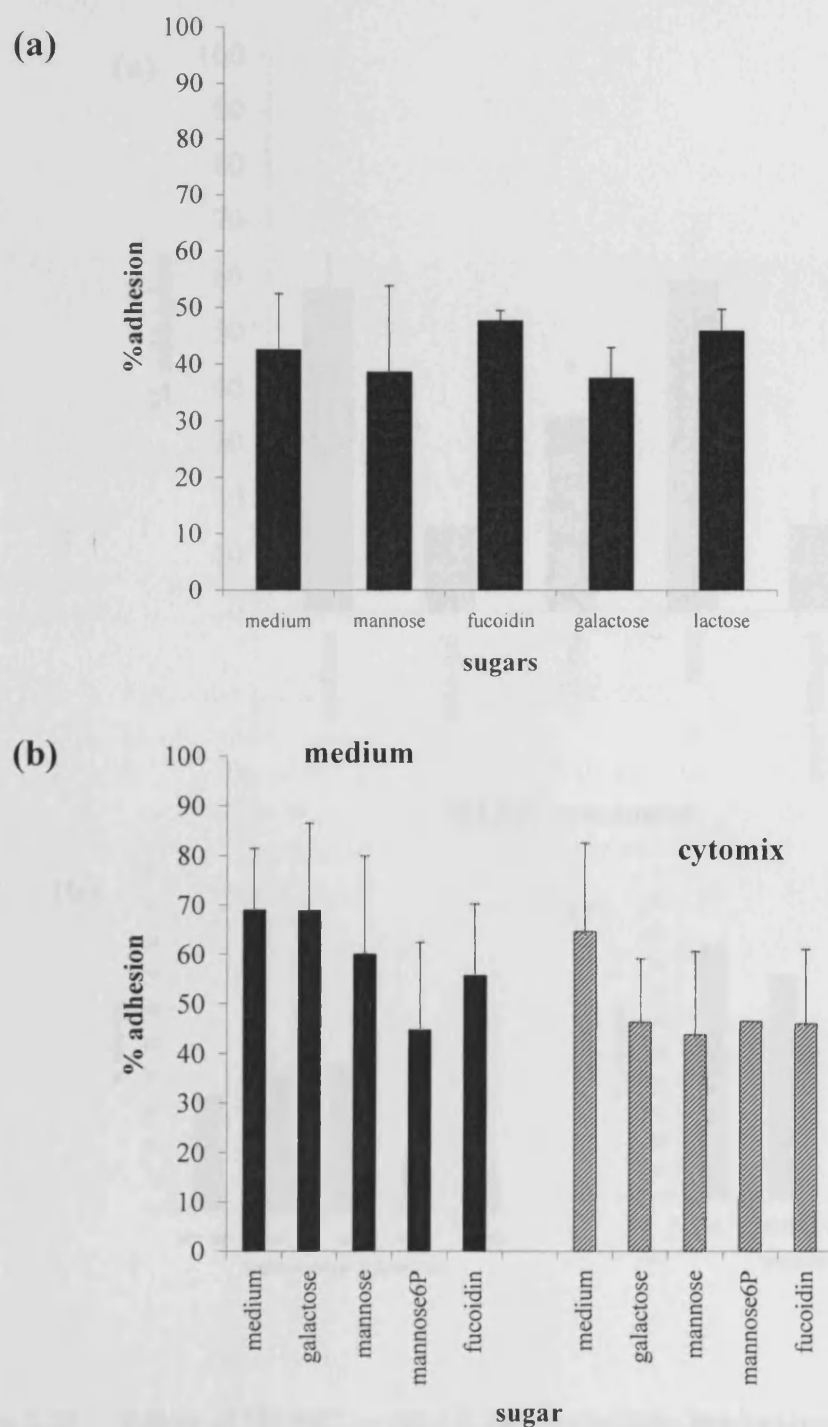 (a)
100
90
80
70
60
50
40
30
20
10
0
%adhesion
medium mannose fucoidin galactose lactose
sugars
(b)
medium
cytomix
100
90
80
70
60
50
40
30
20
10
0
% adhesion
medium galactose mannose mannose6P fucoidin medium galactose mannose mannose6P fucoidin
sugar